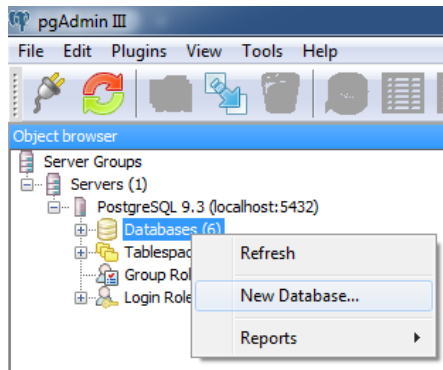 pgAdmin III
File Edit Plugins View Tools Help
Object browser
Server Groups
Servers (1)
PostgreSQL 9.3 (localhost:5432)
Databases (6)
Tablespac
Refresh
Group Rol
New Database...
Login Role
Reports